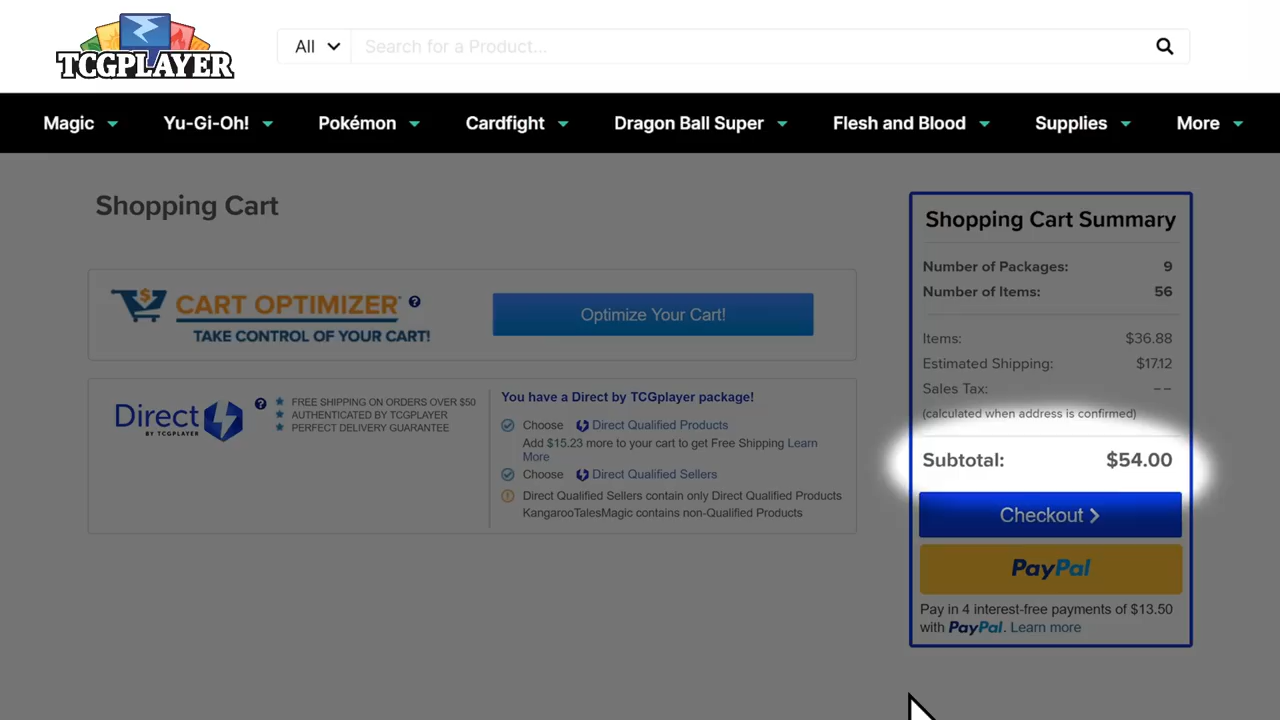 TCGPLAYER
All
Search for a Product...
Magic
Yu-Gi-Oh!
Pokémon
Cardfight
Dragon Ball Super
Flesh and Blood
Supplies
More
Shopping Cart
CART OPTIMIZER
TAKE CONTROL OF YOUR CART!
Optimize Your Cart!
Direct
BY TCGPLAYER
FREE SHIPPING ON ORDERS OVER $50
AUTHENTICATED BY TCGPLAYER
PERFECT DELIVERY GUARANTEE
You have a Direct by TCGplayer package!
Choose Direct Qualified Products
Add $15.23 more to your cart to get Free Shipping Learn
More
Choose Direct Qualified Sellers
Direct Qualified Sellers contain only Direct Qualified Products
KangarooTalesMagic contains non-Qualified Products
Shopping Cart Summary
Number of Packages: 9
Number of Items: 56
Items: $36.88
Estimated Shipping: $17.12
Sales Tax: --
(calculated when address is confirmed)
Subtotal: $54.00
Checkout
PayPal
Pay in 4 interest-free payments of $13.50
with PayPal. Learn more